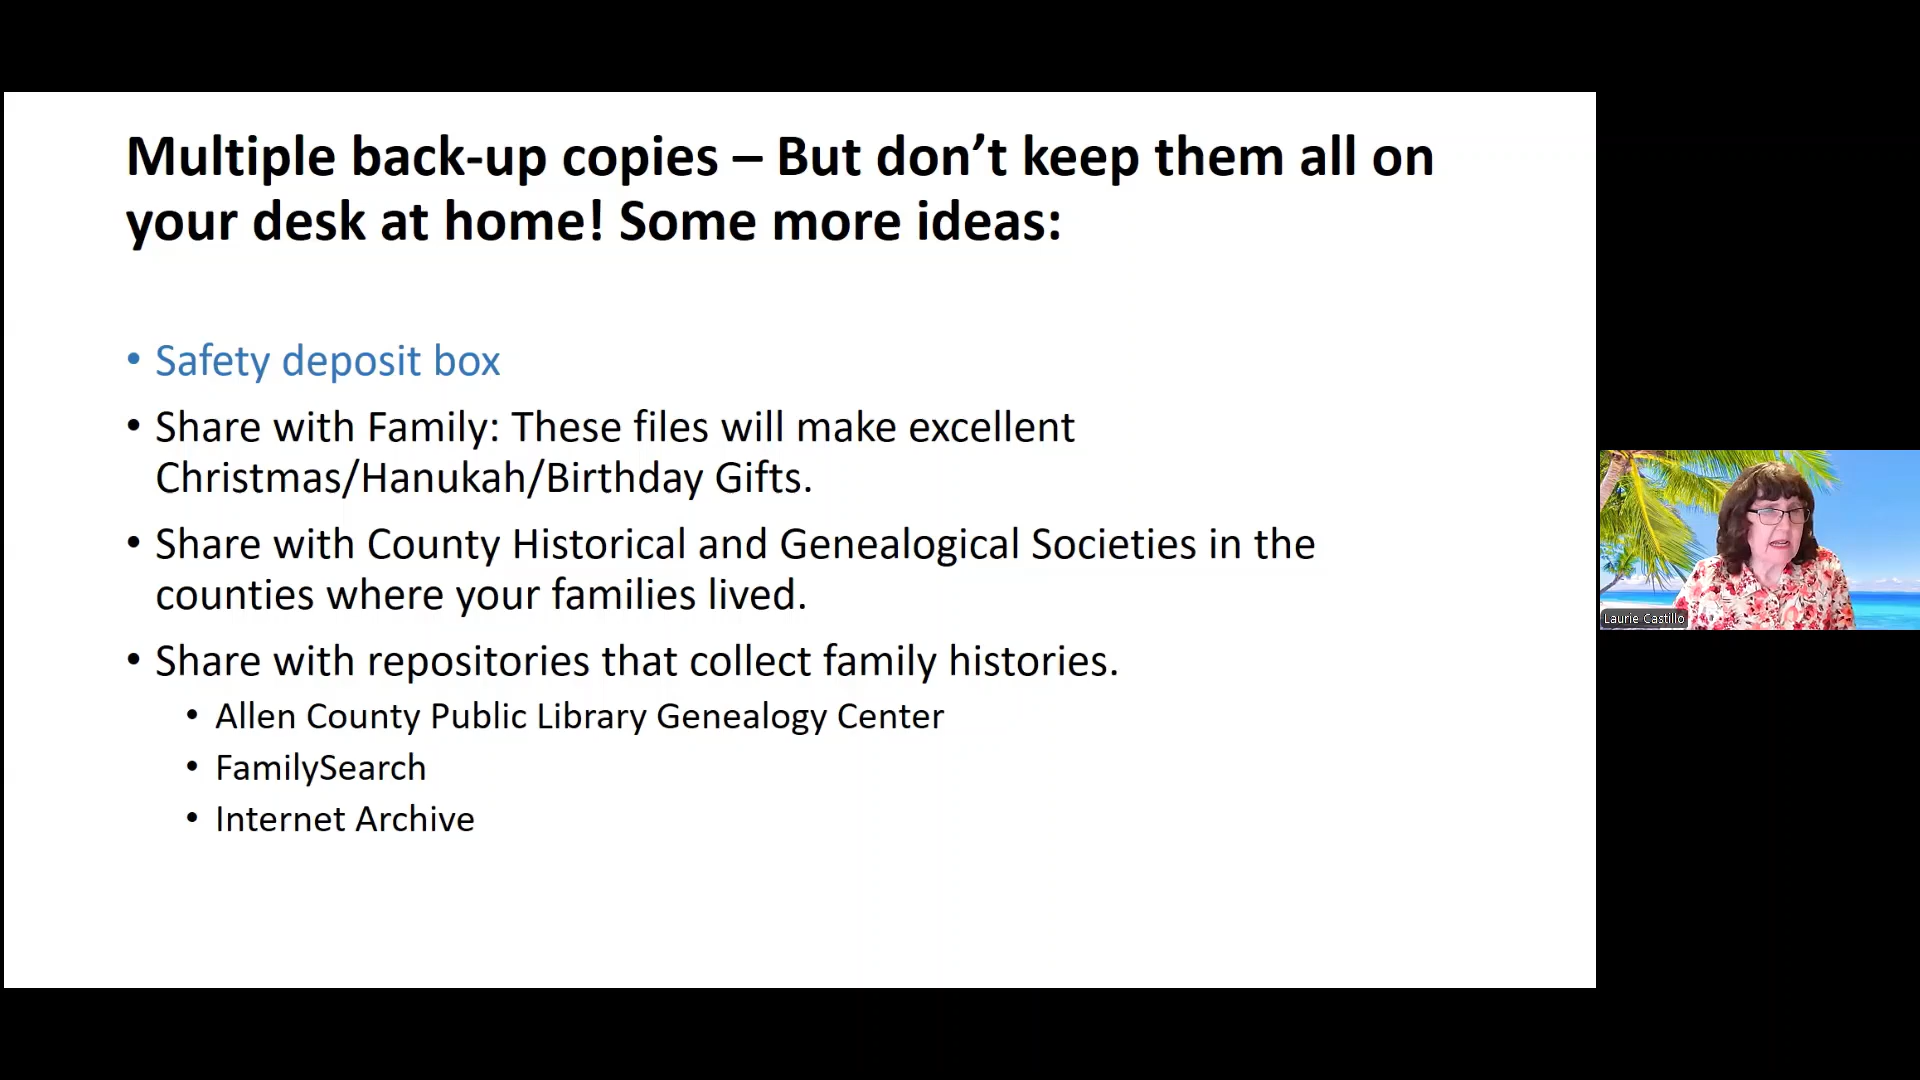 Multiple back-up copies – But don’t keep them all on
your desk at home! Some more ideas:
• Safety deposit box
• Share with Family: These files will make excellent
Christmas/Hanukah/Birthday Gifts.
• Share with County Historical and Genealogical Societies in the
counties where your families lived.
• Share with repositories that collect family histories.
• Allen County Public Library Genealogy Center
• FamilySearch
• Internet Archive
Laurie Castillo